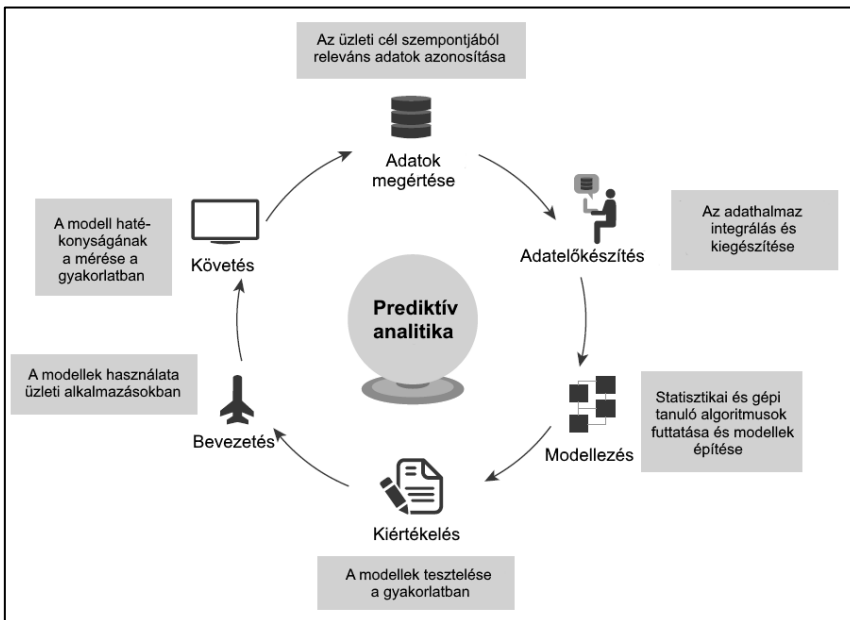 Az üzleti cél szempontjából
releváns adatok azonosítása
Adatok
megértése
Adatelőkészítés
Az adathalmaz
integrálás és
kiegészítése
Modellezés
Statisztikai és gépi
tanuló algoritmusok
futtatása és modellek
építése
Kiértékelés
A modellek tesztelése
a gyakorlatban
Bevezetés
A modellek használata
üzleti alkalmazásokban
Követés
A modell haté-
konyságának
a mérése a
gyakorlatban
Prediktív
analitika